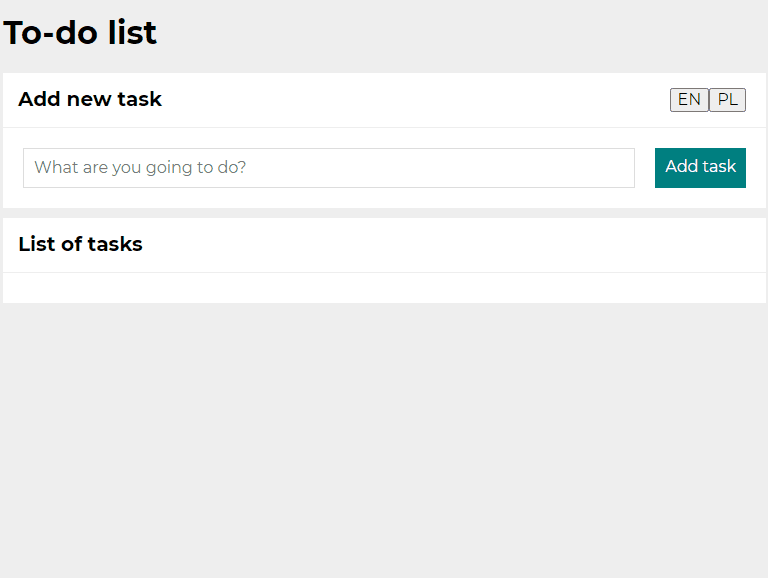 To-do list
Add new task
EN PL
What are you going to do?
Add task
List of tasks